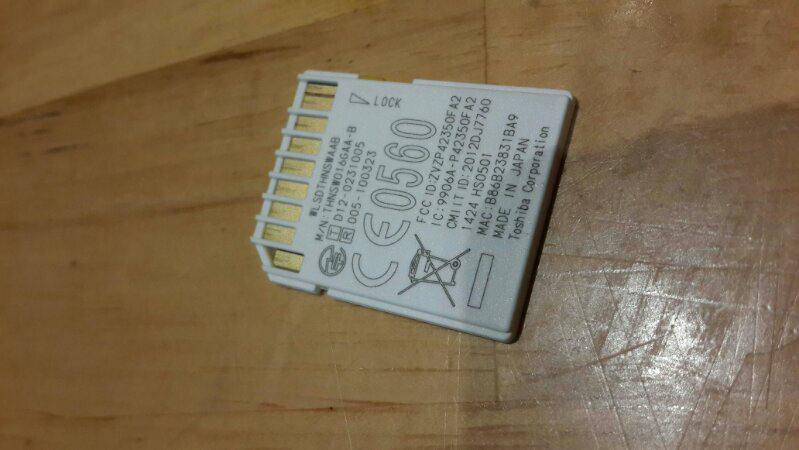 LOCK
WLSDTHNSWAAB
M/N:THNSW016GAA-B
T D12-0231005
R 005-100323
CE0560
FCC ID:ZVZP42350FA2
IC:9906A-P42350FA2
CMIIT ID:2012DJ7760
1424 HS0501
MAC:B86B23831BA9
MADE IN JAPAN
Toshiba Corporation